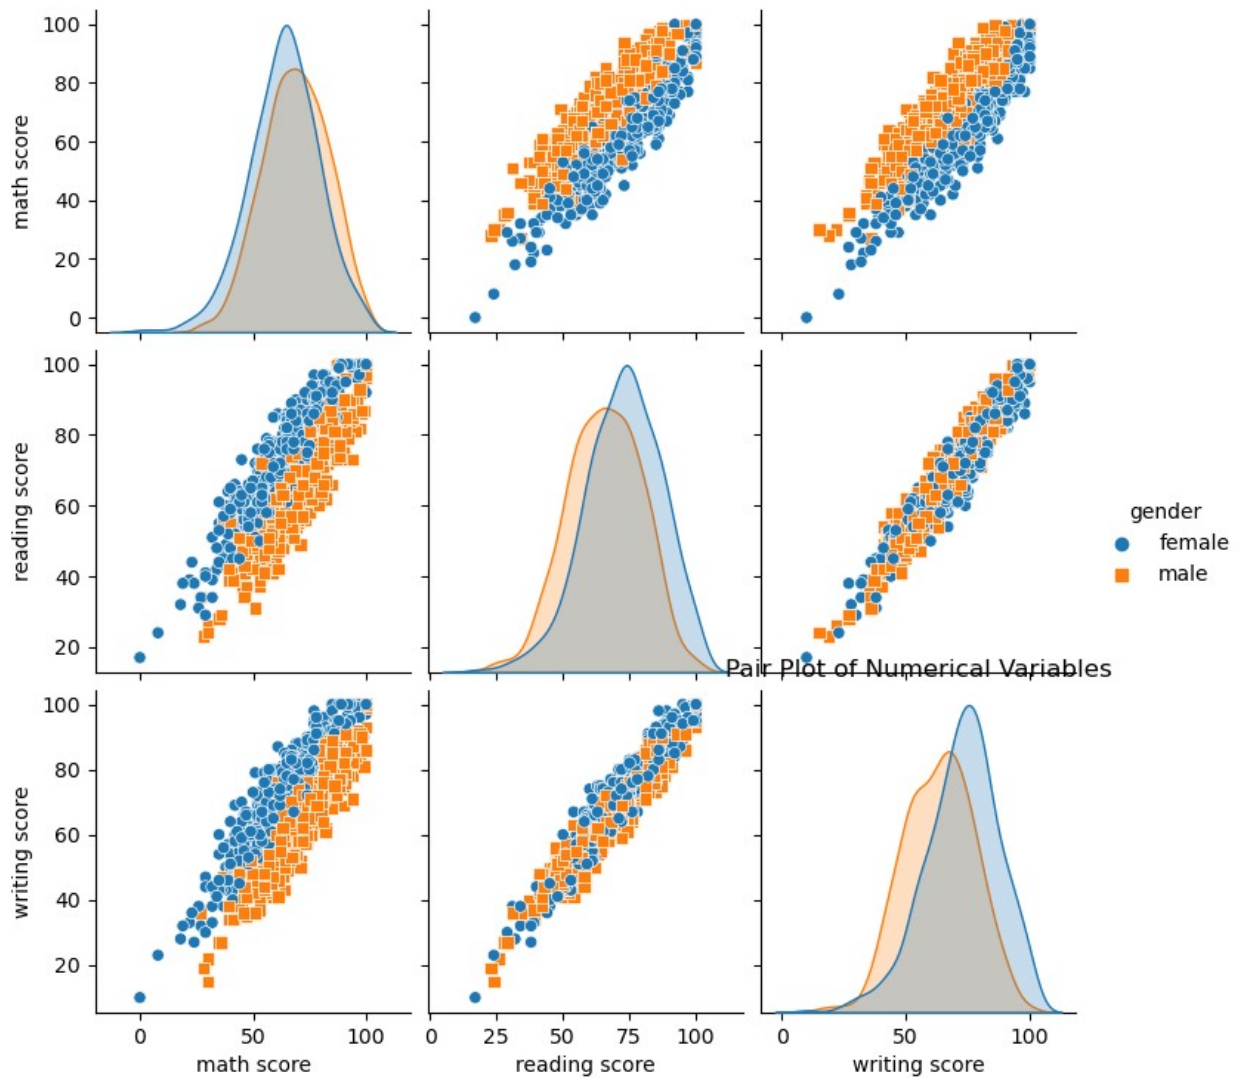 100
80
60
40
20
0
math score
100
80
60
40
20
reading score
gender
female
male
Pair Plot of Numerical Variables
100
80
60
40
20
writing score
0 50 100
0 25 50 75 100
0 50 100
math score
reading score
writing score